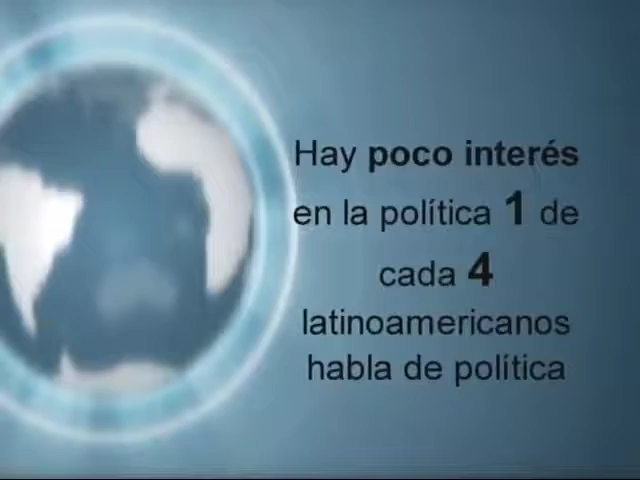 Hay poco interés
en la política 1 de
cada 4
latinoamericanos
habla de política